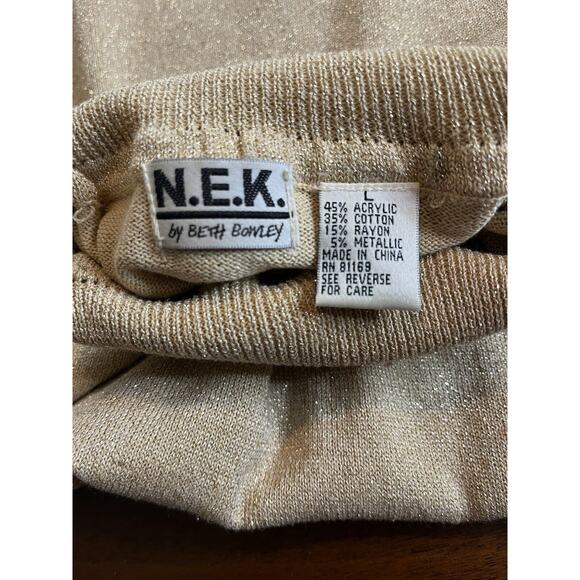 N.E.K.
by BETH BOWLEY
L
45% ACRYLIC
35% COTTON
15% RAYON
5% METALLIC
MADE IN CHINA
RN 81169
SEE REVERSE
FOR CARE